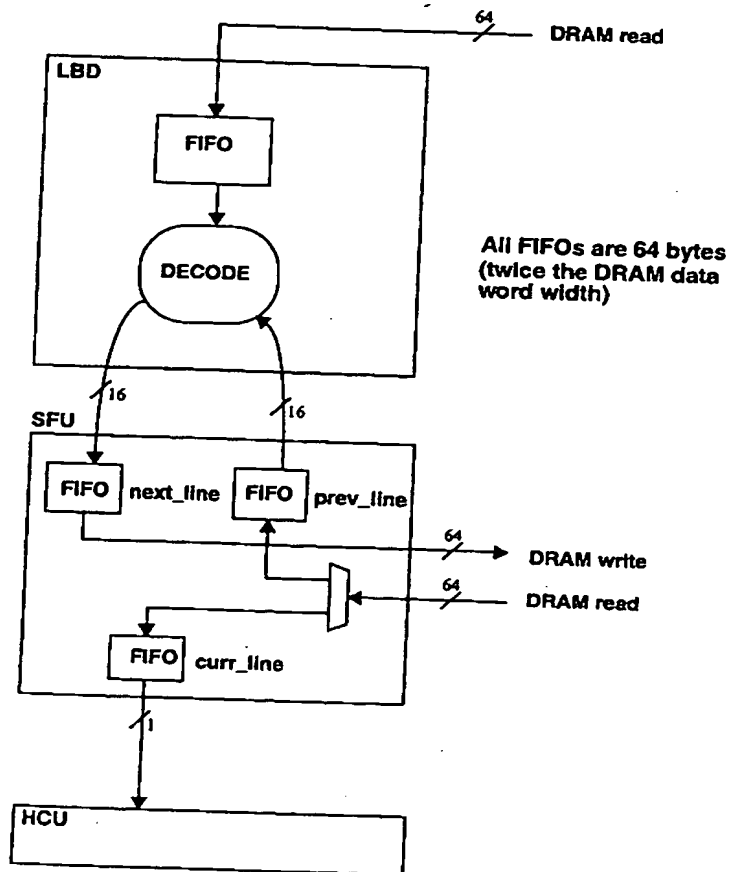 64
DRAM read
LBD
FIFO
DECODE
All FIFOs are 64 bytes
(twice the DRAM data
word width)
16
16
SFU
FIFO
next_line
FIFO
prev_line
64
DRAM write
64
DRAM read
FIFO
curr_line
1
HCU